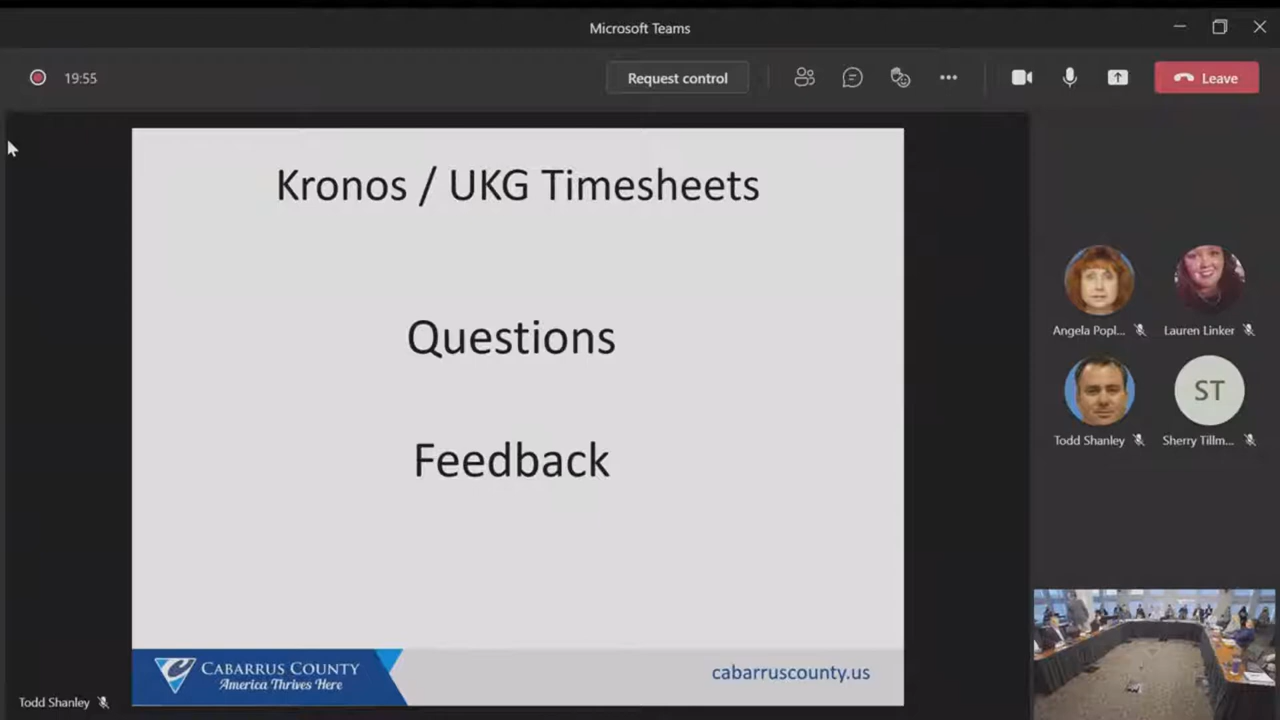 Microsoft Teams
19:55
Request control
Leave
Kronos / UKG Timesheets
Questions
Feedback
CABARRUS COUNTY
America Thrives Here
cabarruscounty.us
Angela Popl...
Lauren Linker
Todd Shanley
ST
Sherry Tillm...
Todd Shanley